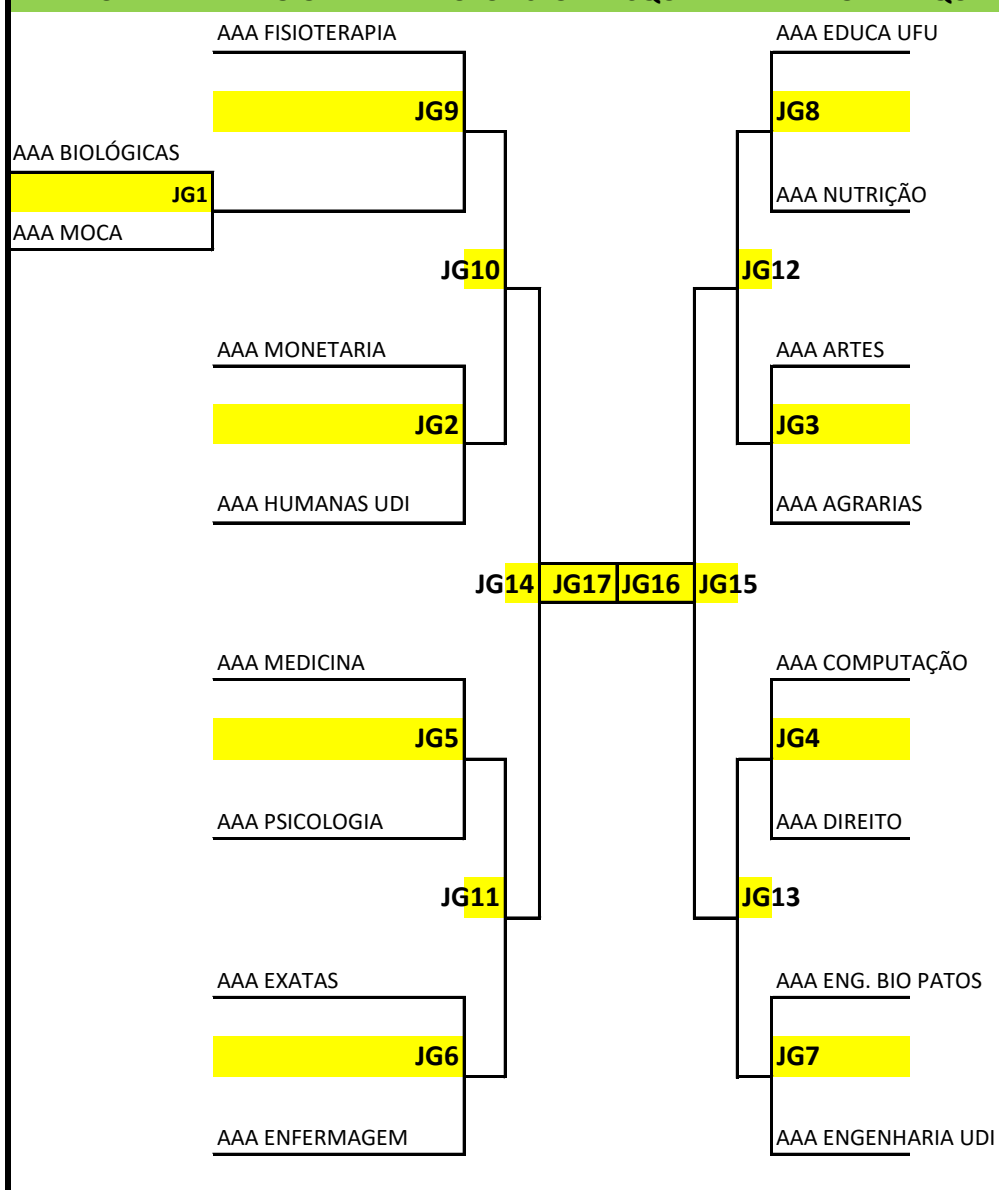 AAA FISIOTERAPIA
AAA EDUCA UFU
JG9
JG8
AAA BIOLÓGICAS
JG1
AAA NUTRIÇÃO
AAA MOCA
JG10
JG12
AAA MONETARIA
AAA ARTES
JG2
JG3
AAA HUMANAS UDI
AAA AGRARIAS
JG14
JG17
JG16
JG15
AAA MEDICINA
AAA COMPUTAÇÃO
JG5
JG4
AAA PSICOLOGIA
AAA DIREITO
JG11
JG13
AAA EXATAS
AAA ENG. BIO PATOS
JG6
JG7
AAA ENFERMAGEM
AAA ENGENHARIA UDI